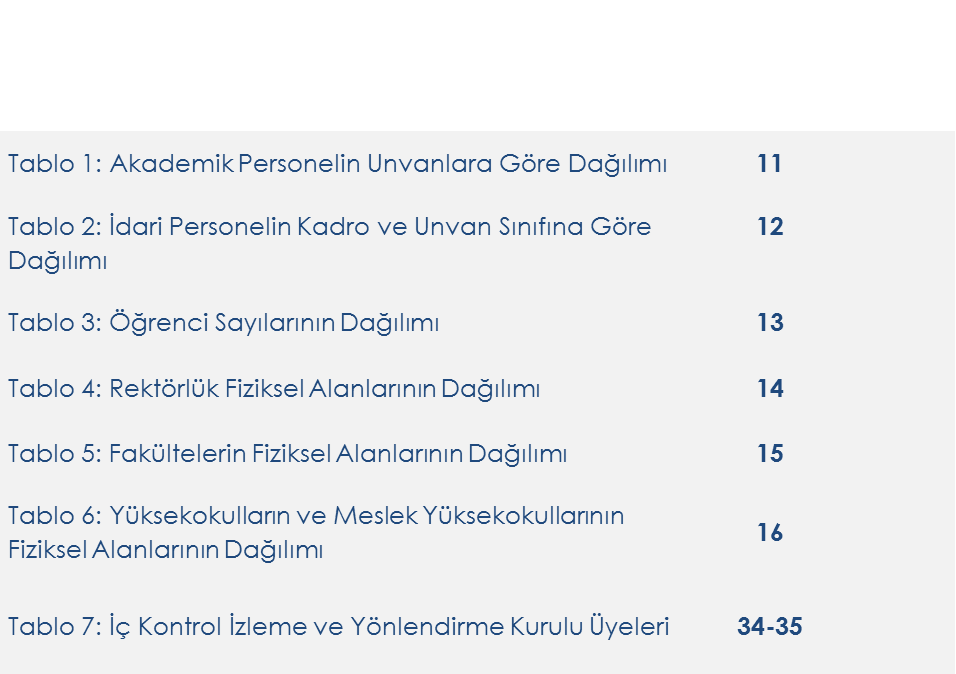 Tablo 1: Akademik Personelin Unvanlara Göre Dağılımı 11
Tablo 2: İdari Personelin Kadro ve Unvan Sınıfına Göre 12
Dağılımı
Tablo 3: Öğrenci Sayılarının Dağılımı 13
Tablo 4: Rektörlük Fiziksel Alanlarının Dağılımı 14
Tablo 5: Fakültelerin Fiziksel Alanlarının Dağılımı 15
Tablo 6: Yüksekokulların ve Meslek Yüksekokullarının
Fiziksel Alanlarının Dağılımı 16
Tablo 7: İç Kontrol İzleme ve Yönlendirme Kurulu Üyeleri 34-35